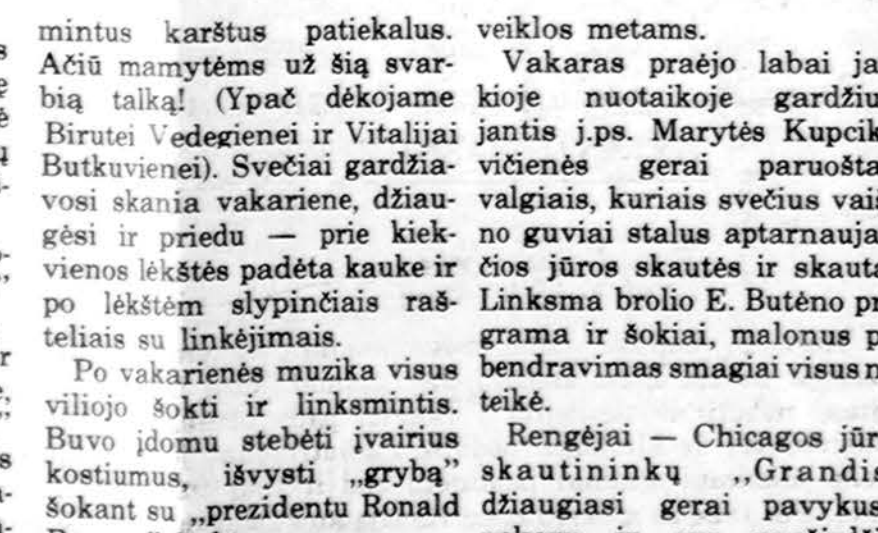 mintus karštus patiekalus.
Ačiū mamytėms už šią svar-
bią talką! (Ypač dėkojame
Birutei Vedegienei ir Vitalijai
Butkuvienei). Svečiai gardžia-
vosi skania vakariene, džiau-
gėsi ir priedu — prie kiek-
vienos lėkštės padėta kauke ir
po lėkštėm slypinčiais raš-
teliais su linkėjimais.
Po vakarienės muzika visus
viliojo šokti ir linksmintis.
Buvo įdomu stebėti įvairius
kostiumus, išvysti „grybą”
šokant su „prezidentu Ronald
veiklos metams.
Vakaras praėjo labai ja
kioje nuotaikoje gardžiu
jantis j.ps. Marytės Kupcik
vičienės gerai paruošta
valgiais, kuriais svečius vaiš
no guviai stalus aptarnauja
čios jūros skautės ir skauta
Linksma brolio E. Butėno pr
grama ir šokiai, malonus p
bendravimas smagiai visus n
teikė.
Rengėjai — Chicagos jūr
skautininkų „Grandis
džiaugiasi gerai pavykus